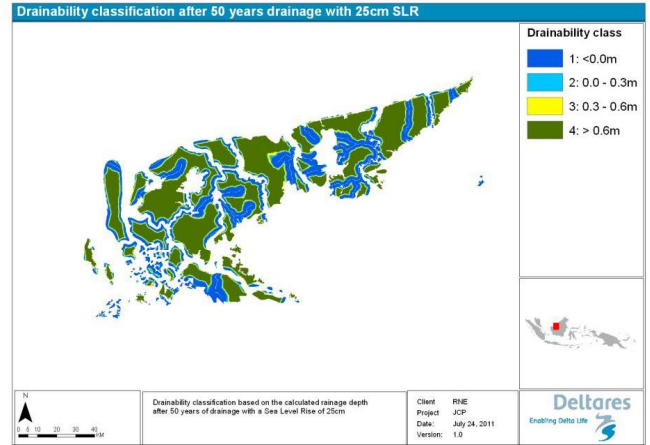 Drainability classification after 50 years drainage with 25cm SLR
Drainability class
1: <0.0m
2: 0.0 - 0.3m
3: 0.3 - 0.6m
4: > 0.6m
N
0 5 10 20 30 40
KM
Drainability classification based on the calculated rainage depth
after 50 years of drainage with a Sea Level Rise of 25cm
Client RNE
Project JCP
Date: July 24, 2011
Version: 1.0
Deltares
Enabling Delta Life